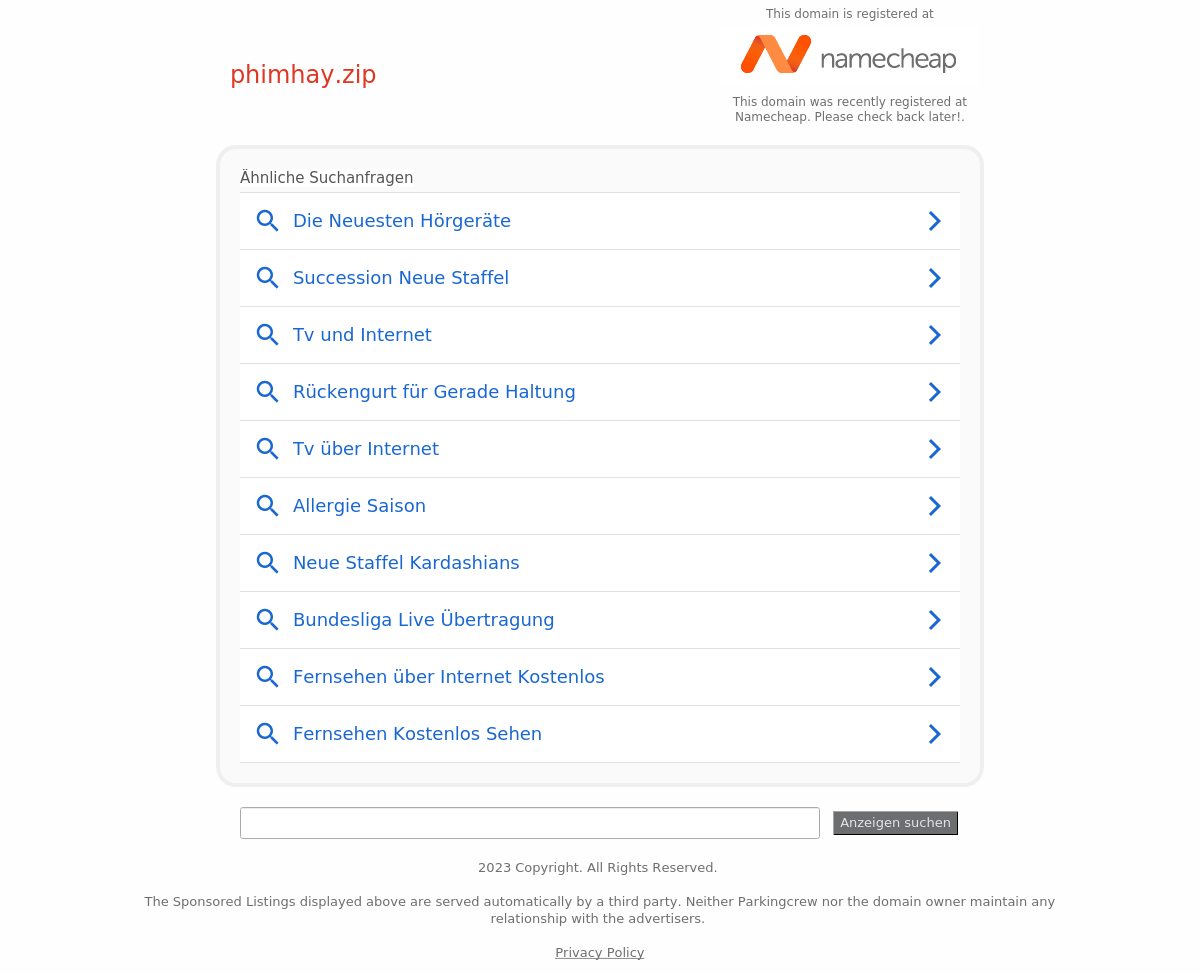 This domain is registered at
namecheap
phimhay.zip
This domain was recently registered at
Namecheap. Please check back later!.
Ähnliche Suchanfragen
Die Neuesten Hörgeräte
Succession Neue Staffel
Tv und Internet
Rückengurt für Gerade Haltung
Tv über Internet
Allergie Saison
Neue Staffel Kardashians
Bundesliga Live Übertragung
Fernsehen über Internet Kostenlos
Fernsehen Kostenlos Sehen
Anzeigen suchen
2023 Copyright. All Rights Reserved.
The Sponsored Listings displayed above are served automatically by a third party. Neither Parkingcrew nor the domain owner maintain any
relationship with the advertisers.
Privacy Policy